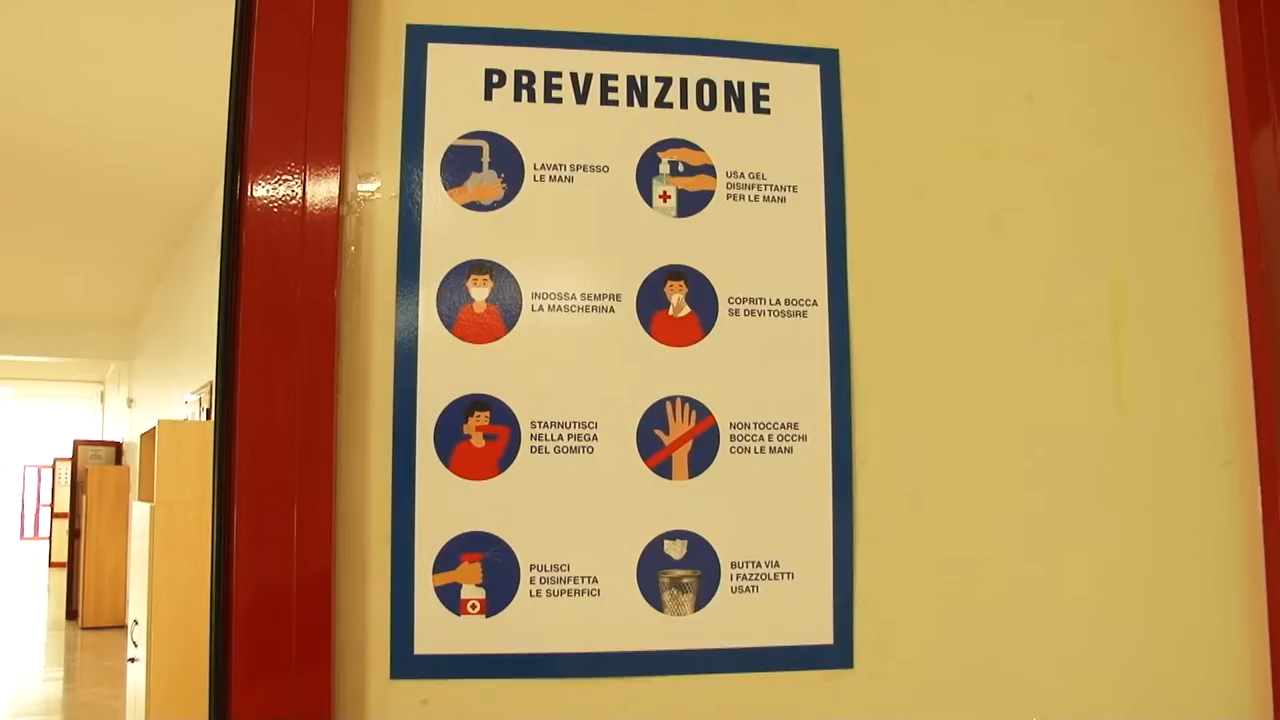 PREVENZIONE
LAVATI SPESSO
LE MANI
USA GEL
DISINFETTANTE
PER LE MANI
INDOSSA SEMPRE
LA MASCHERINA
COPRITI LA BOCCA
SE DEVI TOSSIRE
STARNUTISCI
NELLA PIEGA
DEL GOMITO
NON TOCCARE
BOCCA E OCCHI
CON LE MANI
PULISCI
E DISINFETTA
LE SUPERFICI
BUTTA VIA
I FAZZOLETTI
USATI